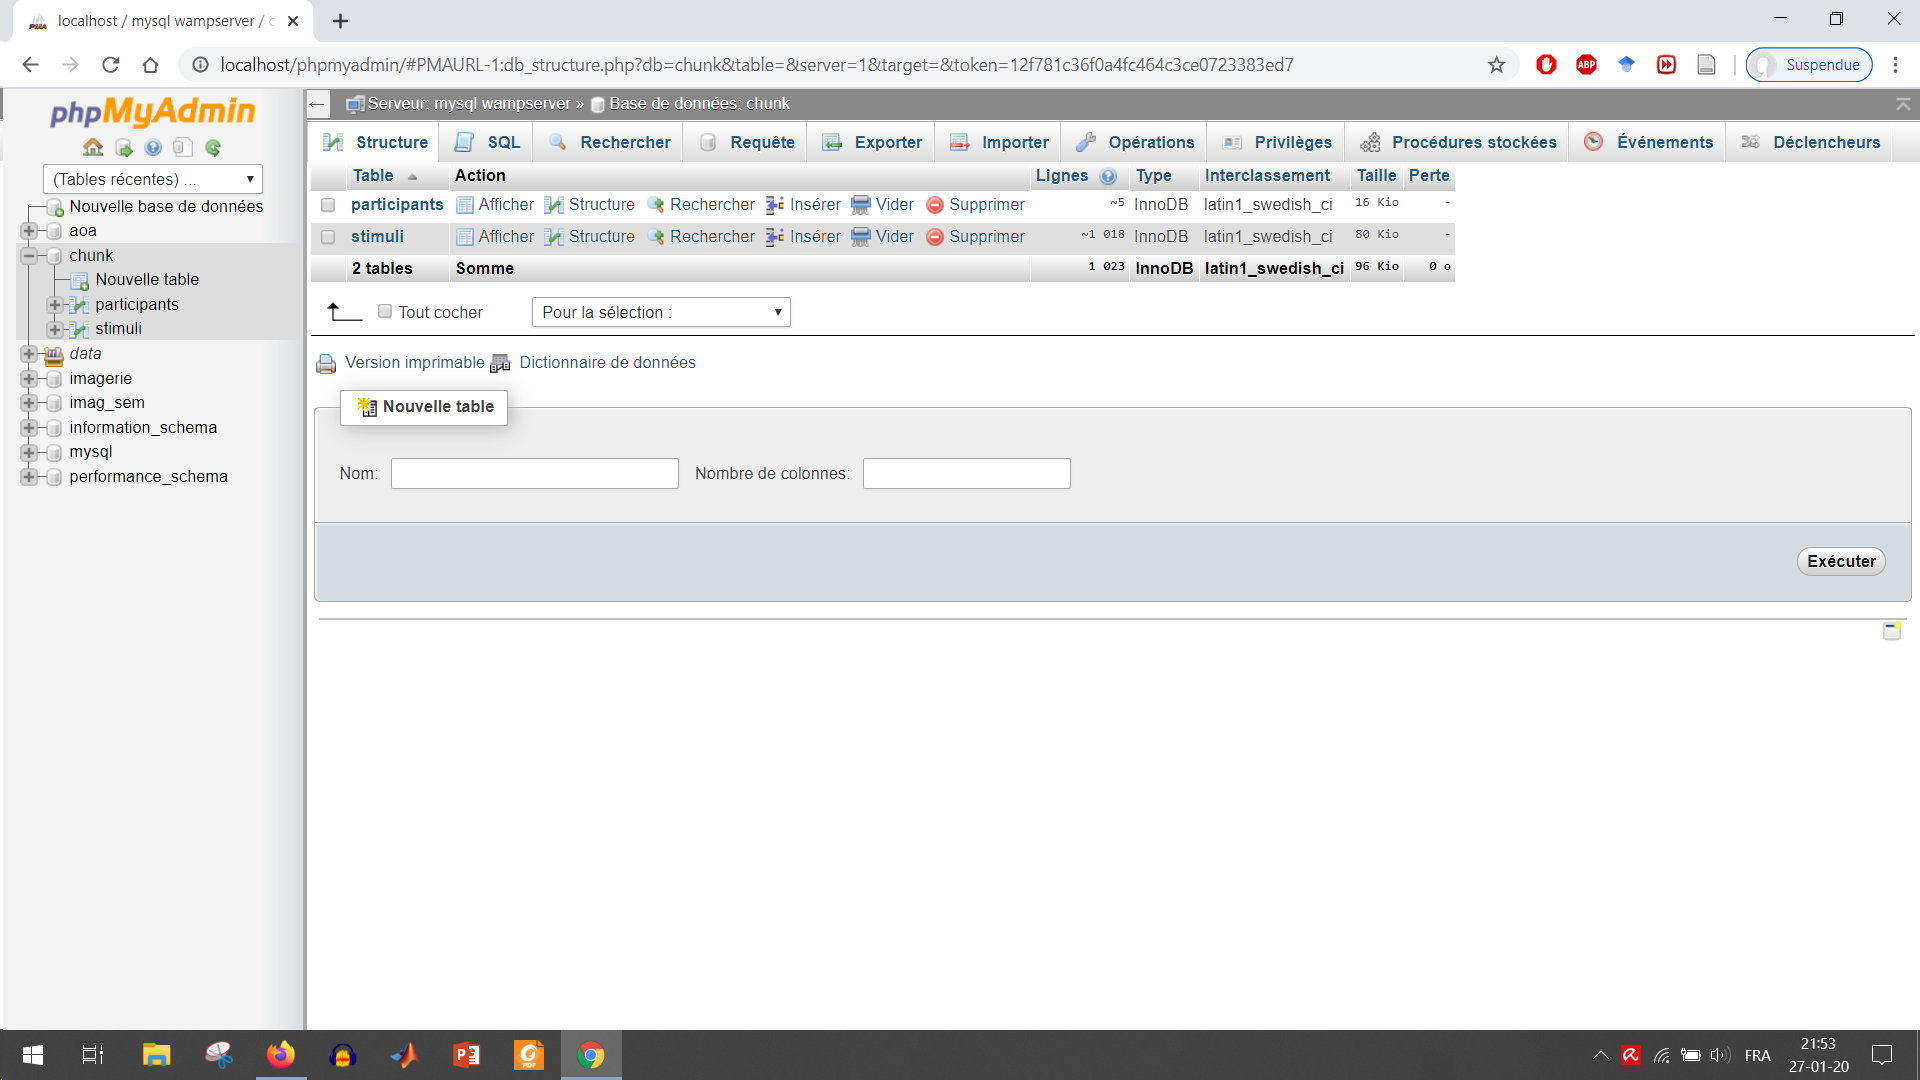 localhost / mysql wampserver / c
localhost/phpmyadmin/#PMAURL-1:db_structure.php?db=chunk&table=&server=1&target=&token=12f781c36f0a4fc464c3ce0723383ed7
ABP
Suspendue
phpMyAdmin
(Tables récentes) ...
Nouvelle base de données
aoa
chunk
Nouvelle table
participants
stimuli
data
imagerie
imag_sem
information_schema
mysql
performance_schema
Serveur: mysql wampserver » Base de données: chunk
Structure SQL Rechercher Requête Exporter Importer Opérations Privilèges Procédures stockées Événements Déclencheurs
Table Action Lignes Type Interclassement Taille Perte
participants Afficher Structure Rechercher Insérer Vider Supprimer ~5 InnoDB latin1_swedish_ci 16 Kio -
stimuli Afficher Structure Rechercher Insérer Vider Supprimer ~1 018 InnoDB latin1_swedish_ci 80 Kio -
2 tables Somme 1 023 InnoDB latin1_swedish_ci 96 Kio 0 o
Tout cocher Pour la sélection :
Version imprimable Dictionnaire de données
Nouvelle table
Nom: Nombre de colonnes:
Exécuter
FRA
21:53
27-01-20